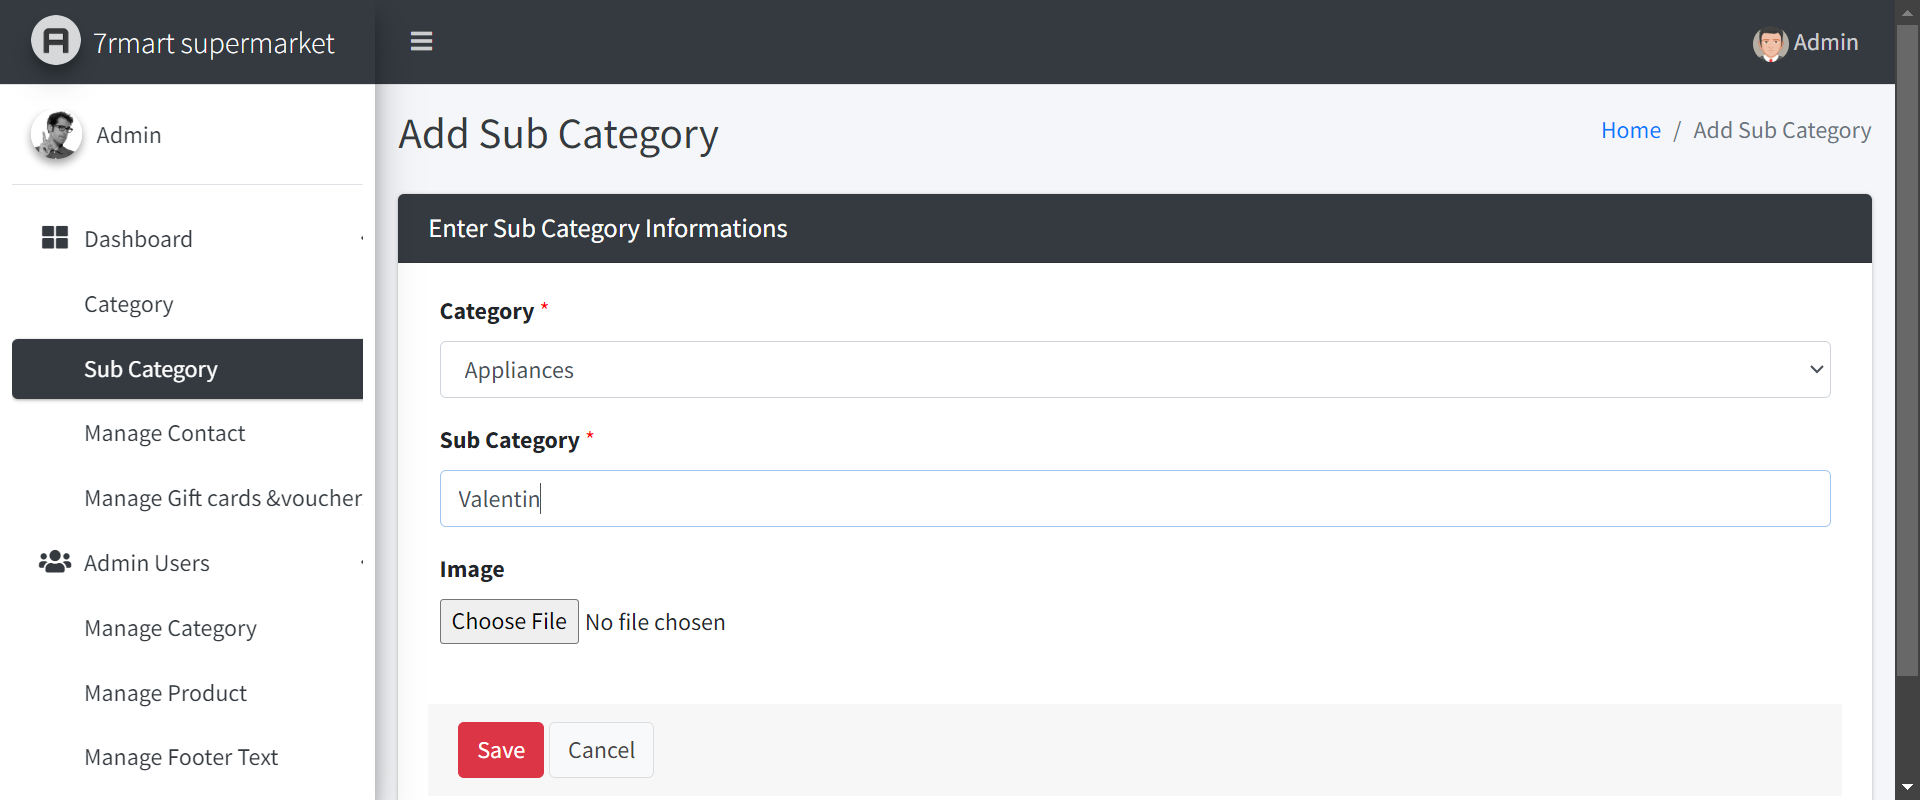 7rmart supermarket
Admin
Admin
Dashboard
Category
Sub Category
Manage Contact
Manage Gift cards &voucher
Admin Users
Manage Category
Manage Product
Manage Footer Text
Add Sub Category
Home / Add Sub Category
Enter Sub Category Informations
Category *
Appliances
Sub Category *
Valentin
Image
Choose File No file chosen
Save Cancel